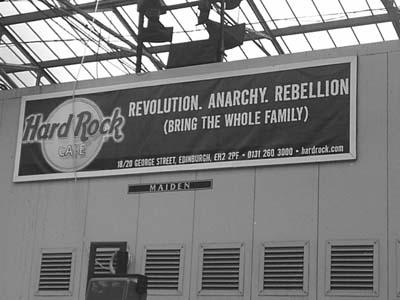 Hard Rock
CAFE
REVOLUTION. ANARCHY. REBELLION
(BRING THE WHOLE FAMILY)
18/20 GEORGE STREET, EDINBURGH, EH2 2PF • 0131 260 3000 • hardrock.com
MAIDEN